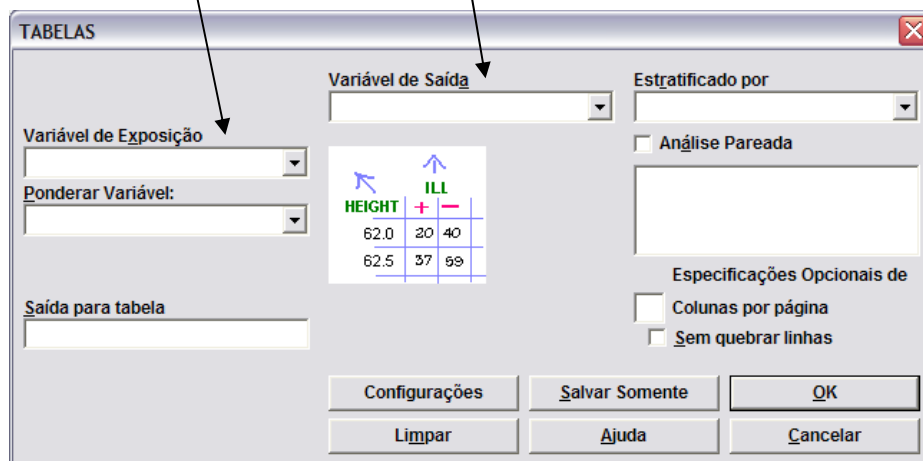 TABELAS
Variável de Saída
Estratificado por
Variável de Exposição
Análise Pareada
Ponderar Variável:
ILL
HEIGHT + —
62.0 20 40
62.5 37 59
Especificações Opcionais de
Saída para tabela
Colunas por página
Sem quebrar linhas
Configurações
Salvar Somente
OK
Limpar
Ajuda
Cancelar